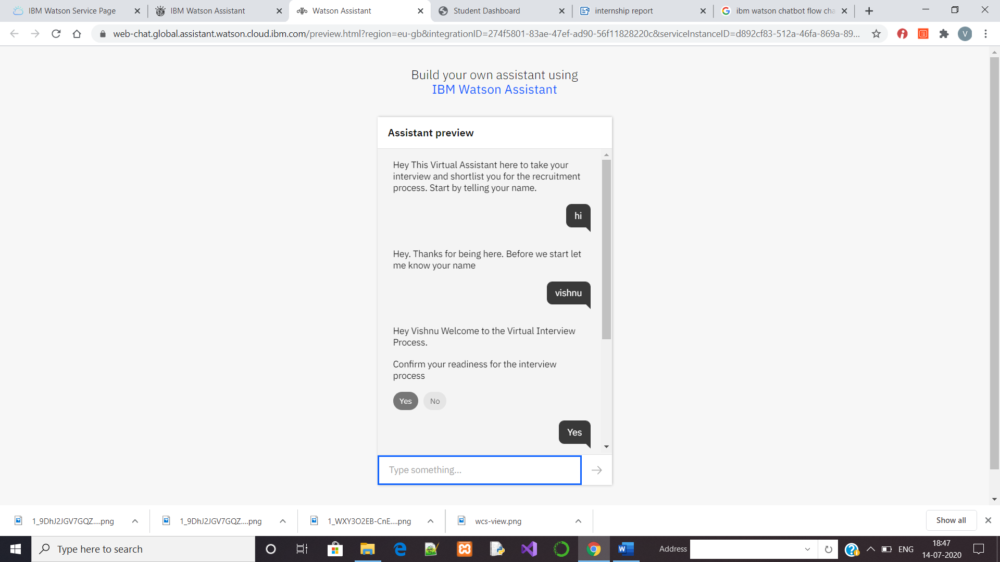 IBM Watson Service Page
IBM Watson Assistant
Watson Assistant
Student Dashboard
internship report
ibm watson chatbot flow cha
web-chat.global.assistant.watson.cloud.ibm.com/preview.html?region=eu-gb&integrationID=274f5801-83ae-47ef-ad90-56f11828220c&serviceInstanceID=d892cf83-512a-46fa-869a-89...
V
Build your own assistant using
IBM Watson Assistant
Assistant preview
Hey This Virtual Assistant here to take your
interview and shortlist you for the recruitment
process. Start by telling your name.
hi
Hey. Thanks for being here. Before we start let
me know your name
vishnu
Hey Vishnu Welcome to the Virtual Interview
Process.
Confirm your readiness for the interview
process
Yes
No
Yes
Type something...
1_9DhJ2JGV7GQZ....png
1_9DhJ2JGV7GQZ....png
1_WXY3O2EB-CnE....png
wcs-view.png
Show all
Type here to search
Address
ENG
18:47
14-07-2020